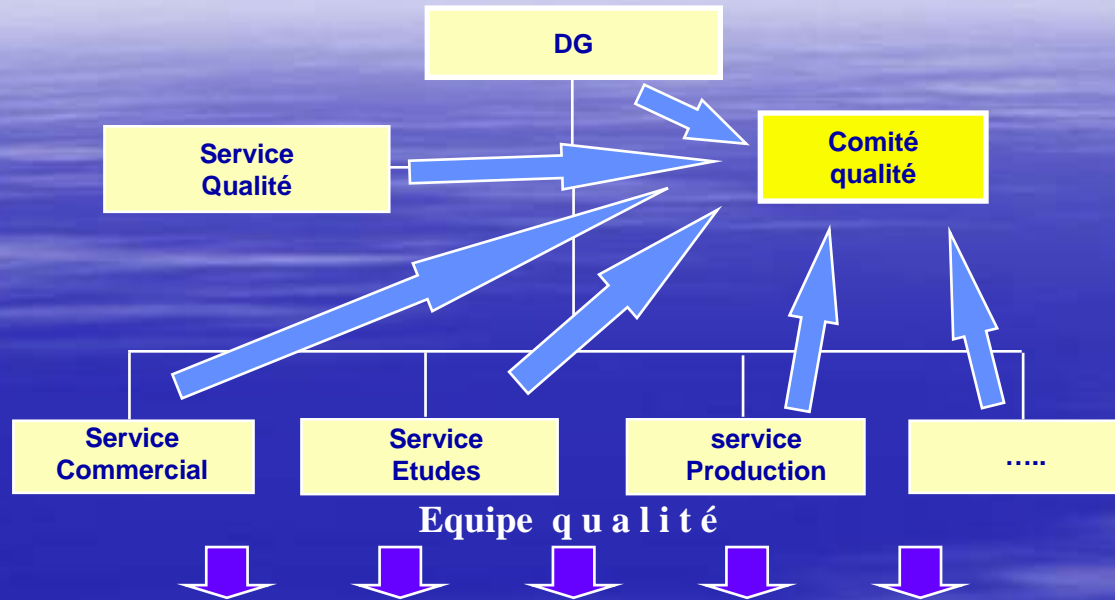 DG
Comité
qualité
Service
Qualité
Service
Commercial
Service
Etudes
service
Production
…..
Equipe q u a l i t é